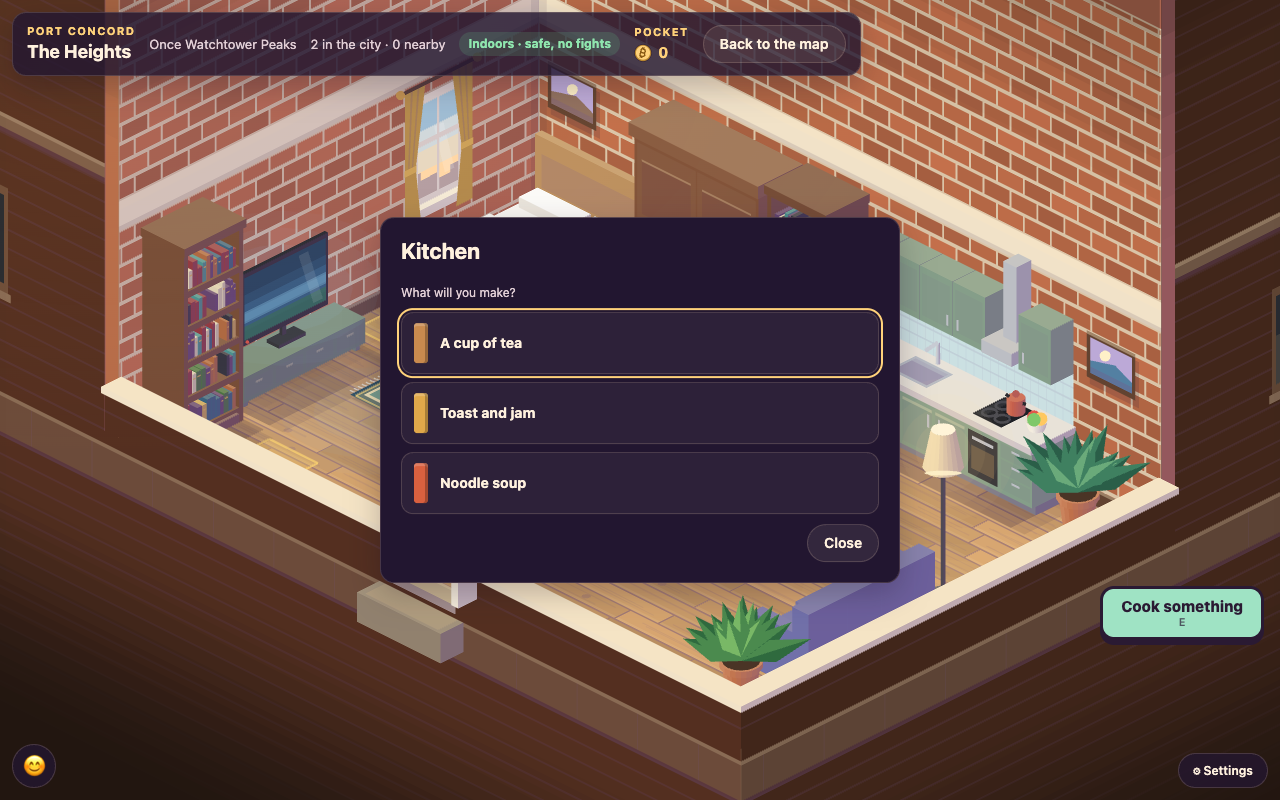 PORT CONCORD
The Heights
Once Watchtower Peaks
2 in the city · 0 nearby
Indoors · safe, no fights
POCKET
0
Back to the map
Kitchen
What will you make?
A cup of tea
Toast and jam
Noodle soup
Close
Cook something
E
Settings